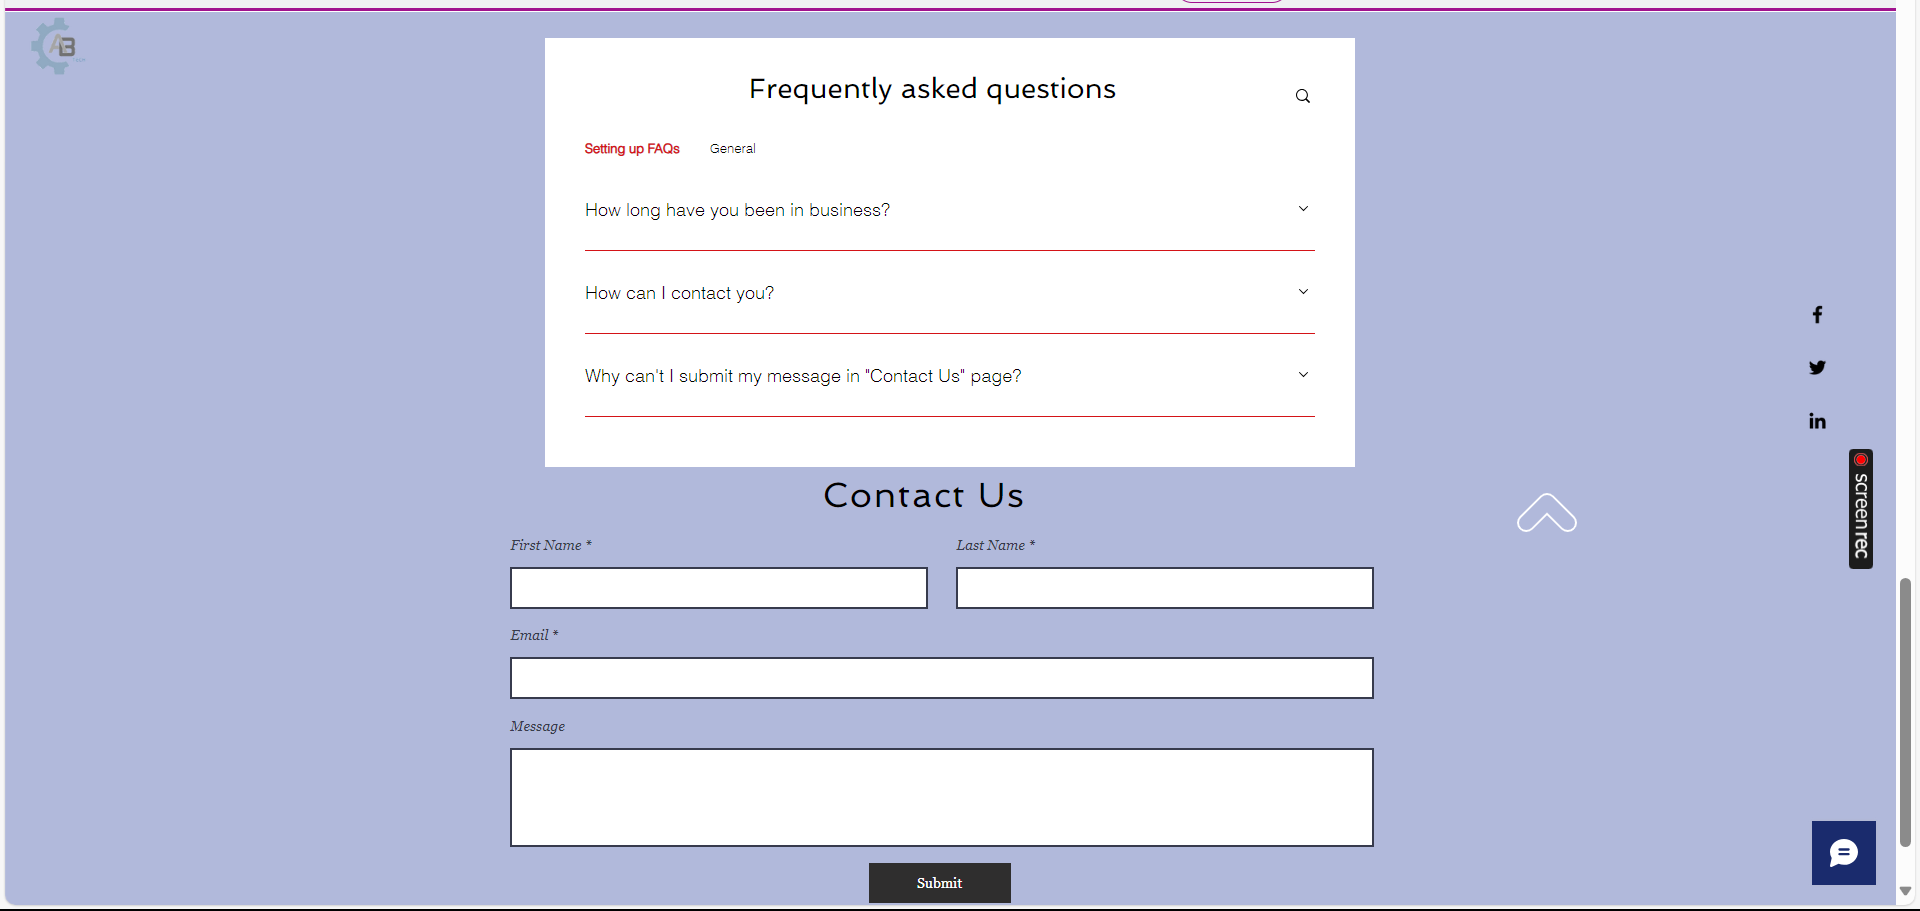 AB
Frequently asked questions
Setting up FAQs General
How long have you been in business?
How can I contact you?
Why can't I submit my message in "Contact Us" page?
Contact Us
First Name * Last Name *
Email *
Message
Submit
screenrec